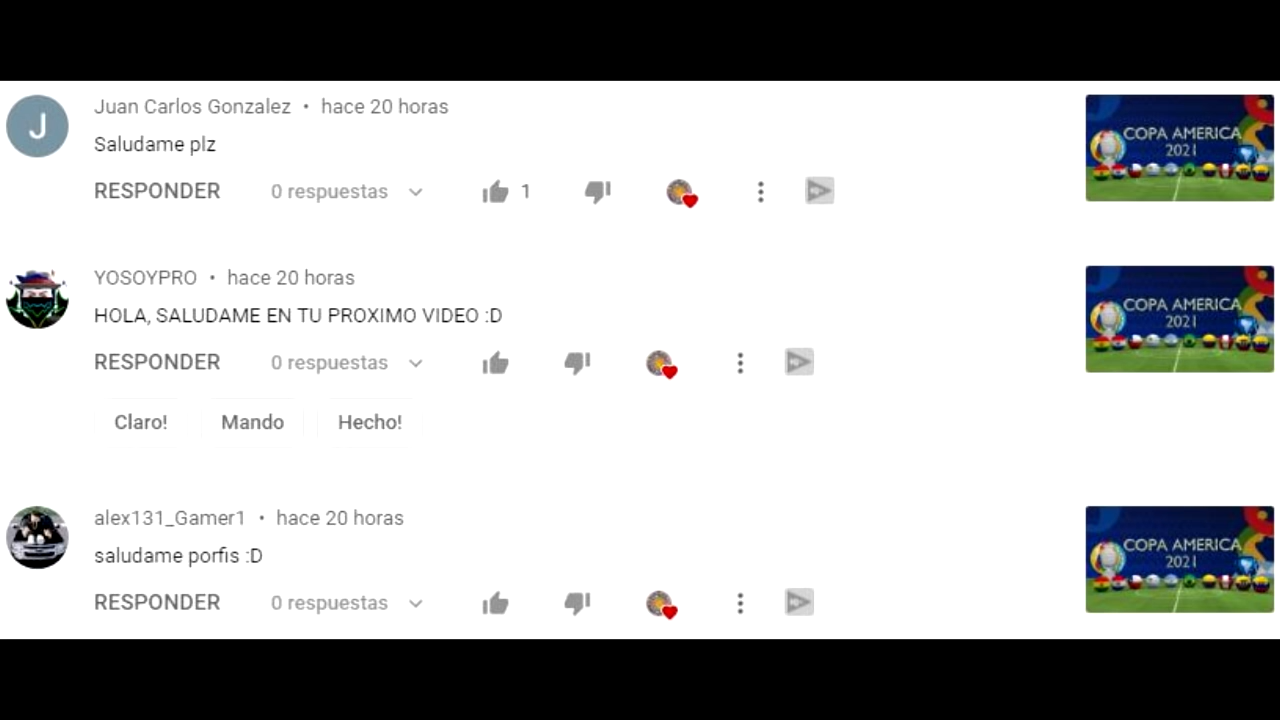 Juan Carlos Gonzalez • hace 20 horas
Saludame plz
RESPONDER 0 respuestas 1
COPA AMERICA
2021
YOSOYPRO • hace 20 horas
HOLA, SALUDAME EN TU PROXIMO VIDEO :D
RESPONDER 0 respuestas
Claro! Mando Hecho!
COPA AMERICA
2021
alex131_Gamer1 • hace 20 horas
saludame porfis :D
RESPONDER 0 respuestas
COPA AMERICA
2021
J